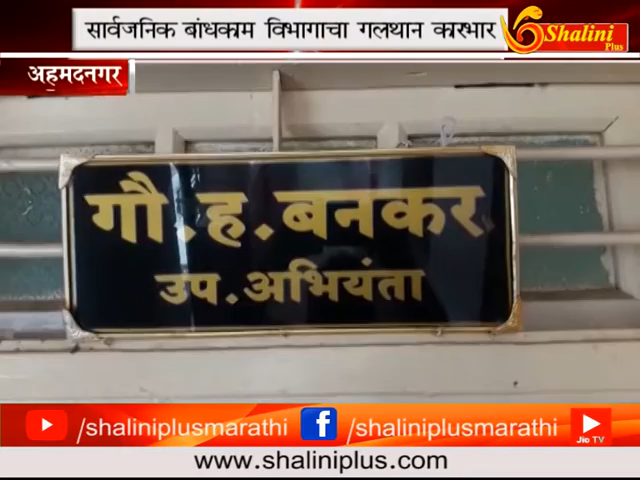 सार्वजनिक बांधकाम विभागाचा गलथान कारभार
Shalini
Plus
अहमदनगर
गौ.ह.बनकर
उप.अभियंता
/shaliniplusmarathi /shaliniplusmarathi
Jio TV
www.shaliniplus.com